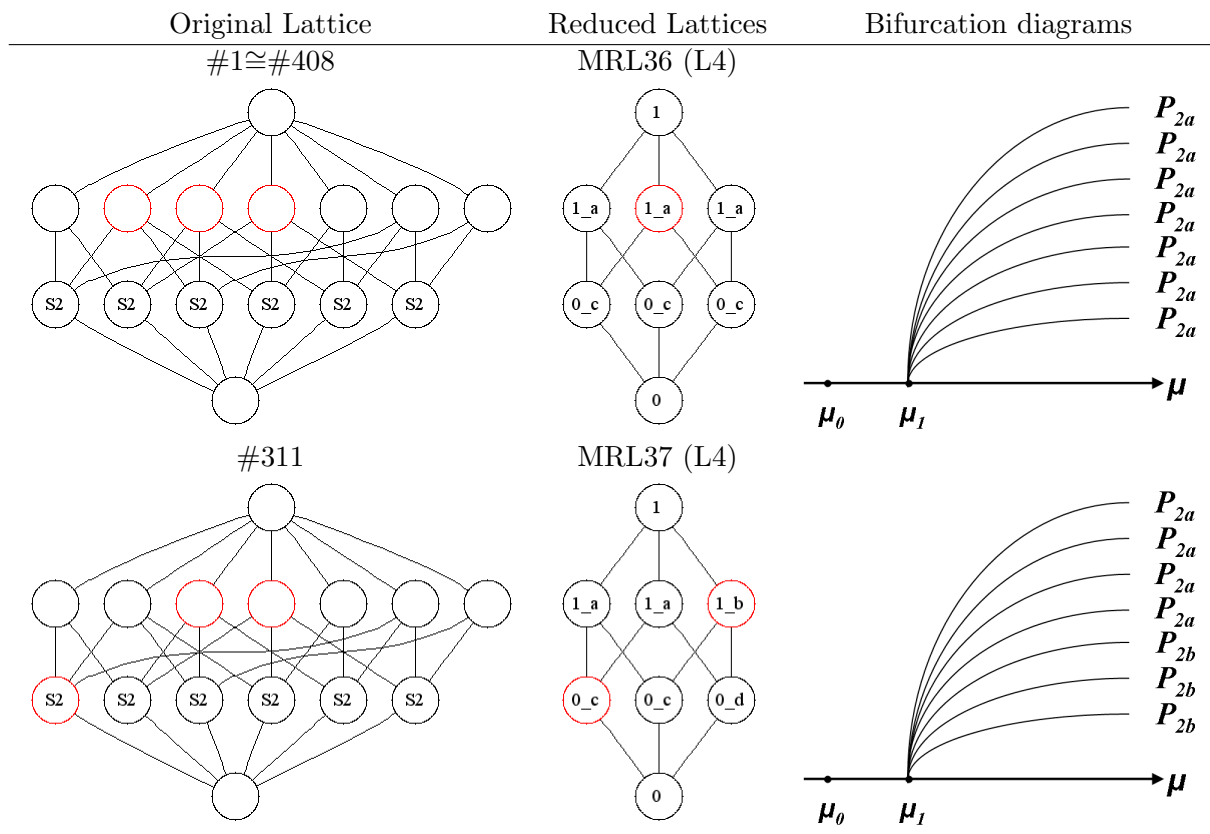 Original Lattice Reduced Lattices Bifurcation diagrams
#1≅#408 MRL36 (L4)
1
1_a 1_a 1_a
S2 S2 S2 S2 S2 S2
0_c 0_c 0_c
0
P2a
P2a
P2a
P2a
P2a
P2a
P2a
μ
μ0 μ1
#311 MRL37 (L4)
1
1_a 1_a 1_b
S2 S2 S2 S2 S2 S2
0_c 0_c 0_d
0
P2a
P2a
P2a
P2a
P2b
P2b
P2b
μ
μ0 μ1